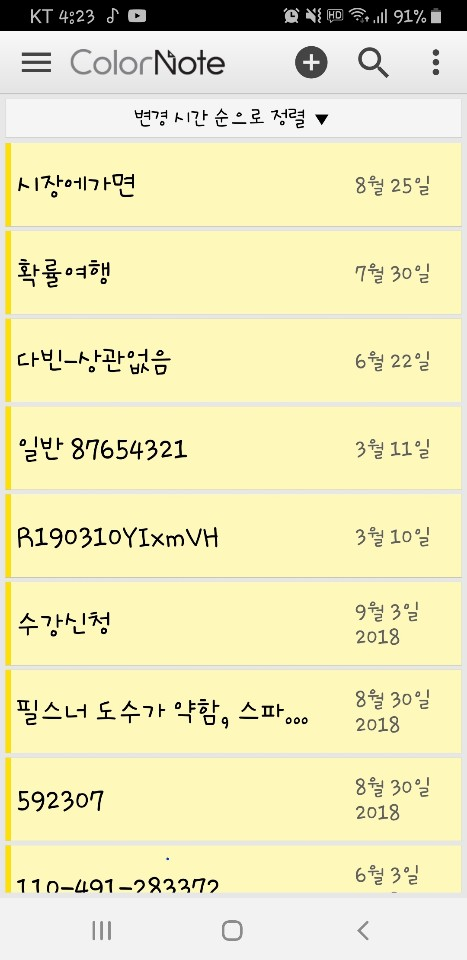 KT 4:23 91%
ColorNote
변경 시간 순으로 정렬 ▼
시장에가면 8월 25일
확률여행 7월 30일
다빈-상관없음 6월 22일
일반 87654321 3월 11일
R190310YIxmVH 3월 10일
수강신청 9월 3일
2018
필스너 도수가 약함, 스파... 8월 30일
2018
592307 8월 30일
2018
110-491-283372 6월 3일